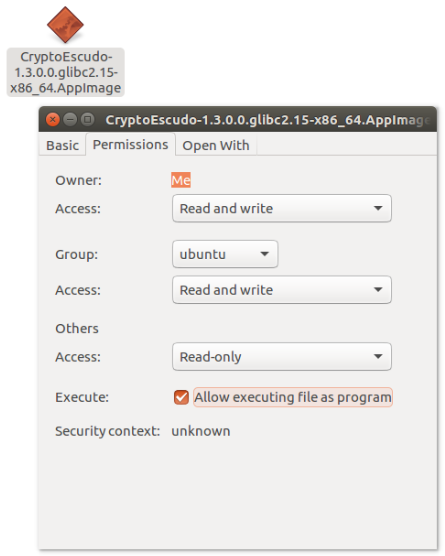 CryptoEscudo-
1.3.0.0.glibc2.15-
x86_64.AppImage
CryptoEscudo-1.3.0.0.glibc2.15-x86_64.AppImage
Basic Permissions Open With
Owner: Me
Access: Read and write
Group: ubuntu
Access: Read and write
Others
Access: Read-only
Execute: Allow executing file as program
Security context: unknown